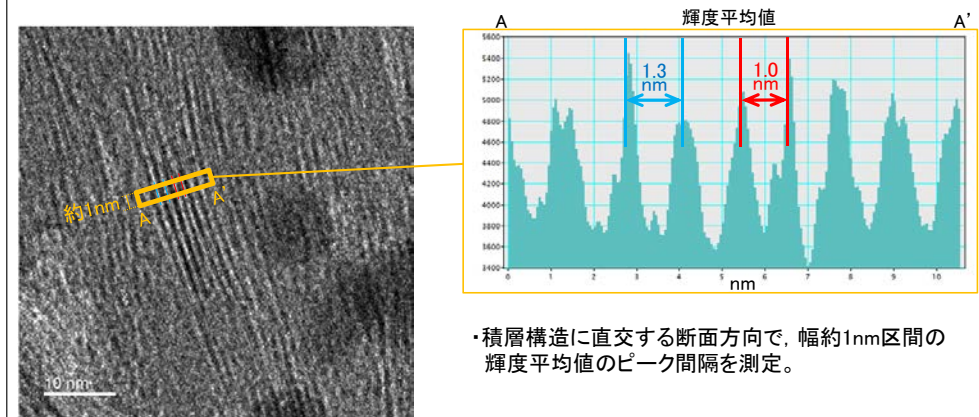 輝度平均値
A
A’
5600
5400
5200
5000
4800
4600
4400
4200
4000
3800
3600
3400
1.3
nm
1.0
nm
0
1
2
3
4
5
6
7
8
9
10
nm
約1nm
A
A’
10 nm
・積層構造に直交する断面方向で，幅約1nm区間の
輝度平均値のピーク間隔を測定。